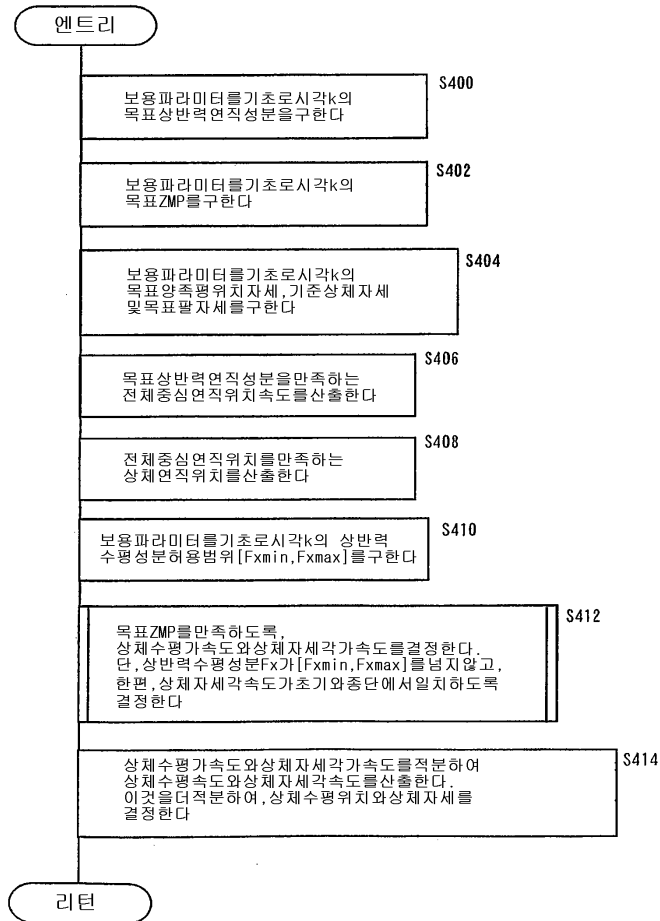 엔트리
S400
보용파라미터를기초로시각k의
목표상반력연직성분을구한다
S402
보용파라미터를기초로시각k의
목표ZMP를구한다
S404
보용파라미터를기초로시각k의
목표양족평위치자세,기준상체자세
및목표팔자세를구한다
S406
목표상반력연직성분을만족하는
전체중심연직위치속도를산출한다
S408
전체중심연직위치를만족하는
상체연직위치를산출한다
S410
보용파라미터를기초로시각k의 상반력
수평성분허용범위[Fxmin,Fxmax]를구한다
S412
목표ZMP를만족하도록,
상체수평가속도와상체자세각가속도를결정한다.
단,상반력수평성분Fx가[Fxmin,Fxmax]를넘지않고,
한편,상체자세각속도가초기와종단에서일치하도록
결정한다
S414
상체수평가속도와상체자세각가속도를적분하여
상체수평속도와상체자세각속도를산출한다.
이것을더적분하여,상체수평위치와상체자세를
결정한다
리턴